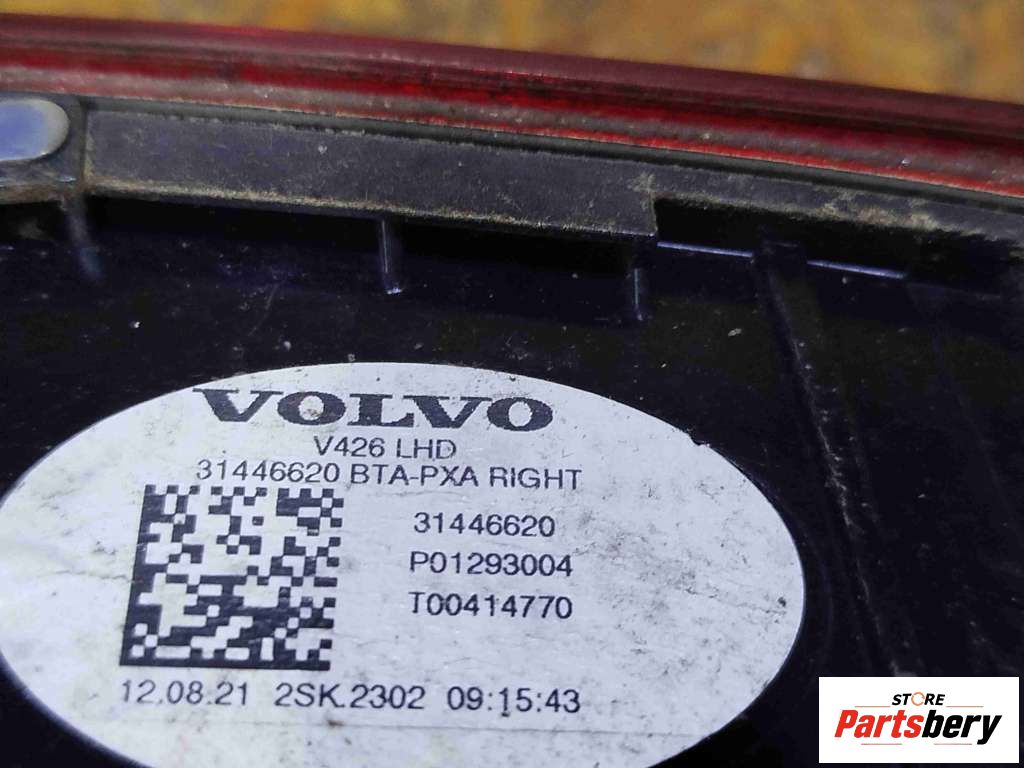 VOLVO
V426 LHD
31446620 BTA-PXA RIGHT
31446620
P01293004
T00414770
12.08.21 2SK.2302 09:15:43
STORE
Partsbery